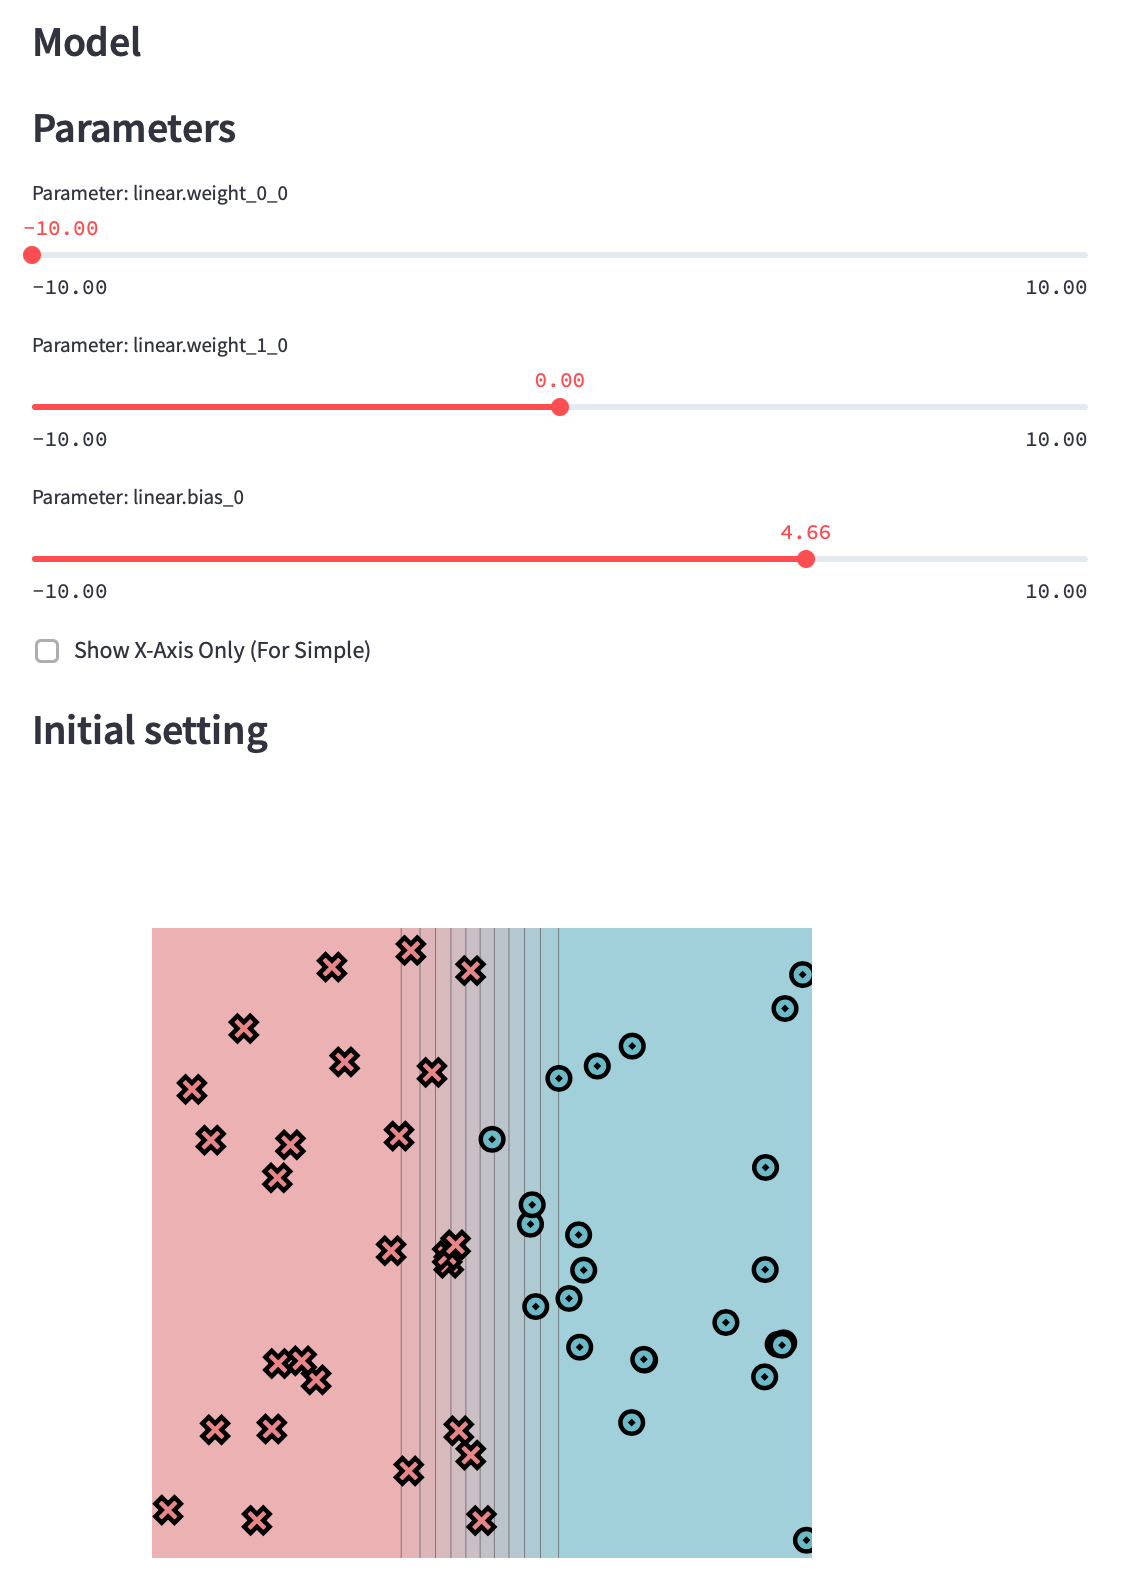 Model
Parameters
Parameter: linear.weight_0_0
-10.00
-10.00 10.00
Parameter: linear.weight_1_0
0.00
-10.00 10.00
Parameter: linear.bias_0
4.66
-10.00 10.00
Show X-Axis Only (For Simple)
Initial setting